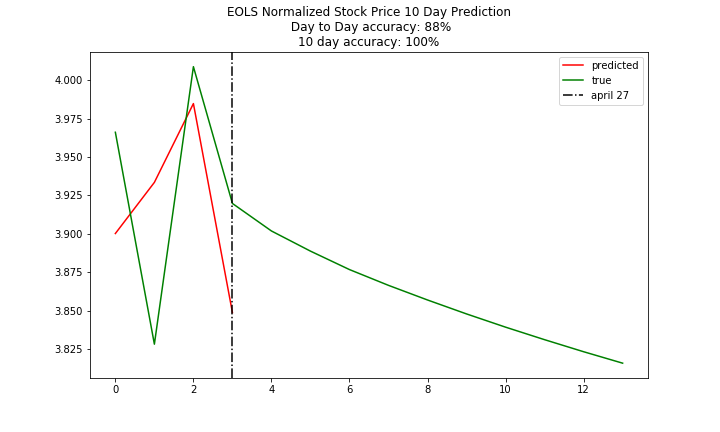 EOLS Normalized Stock Price 10 Day Prediction
Day to Day accuracy: 88%
10 day accuracy: 100%
predicted
true
april 27
4.000
3.975
3.950
3.925
3.900
3.875
3.850
3.825
0 2 4 6 8 10 12